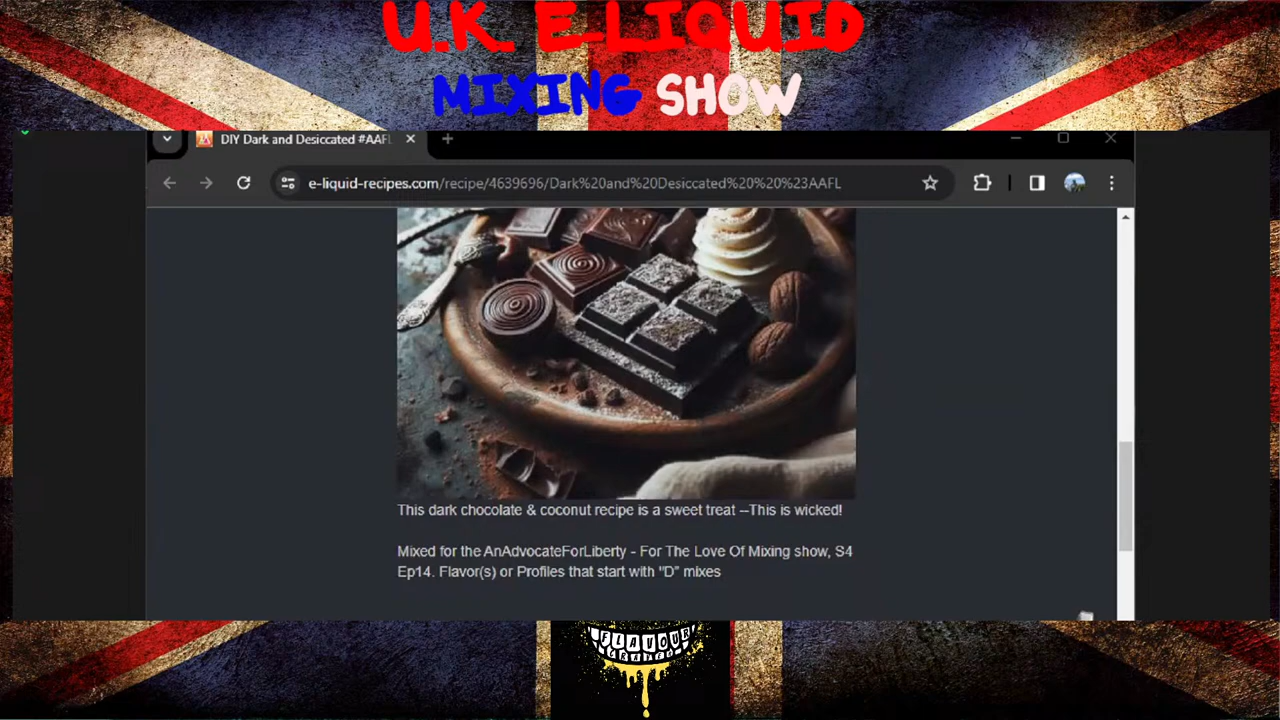 U.K. E-LIQUID
MIXING SHOW
DIY Dark and Desiccated #AAFL
e-liquid-recipes.com/recipe/4639696/Dark%20and%20Desiccated%20%20%23AAFL
This dark chocolate & coconut recipe is a sweet treat --This is wicked!
Mixed for the AnAdvocateForLiberty - For The Love Of Mixing show, S4
Ep14. Flavor(s) or Profiles that start with "D" mixes
FLAVOUR